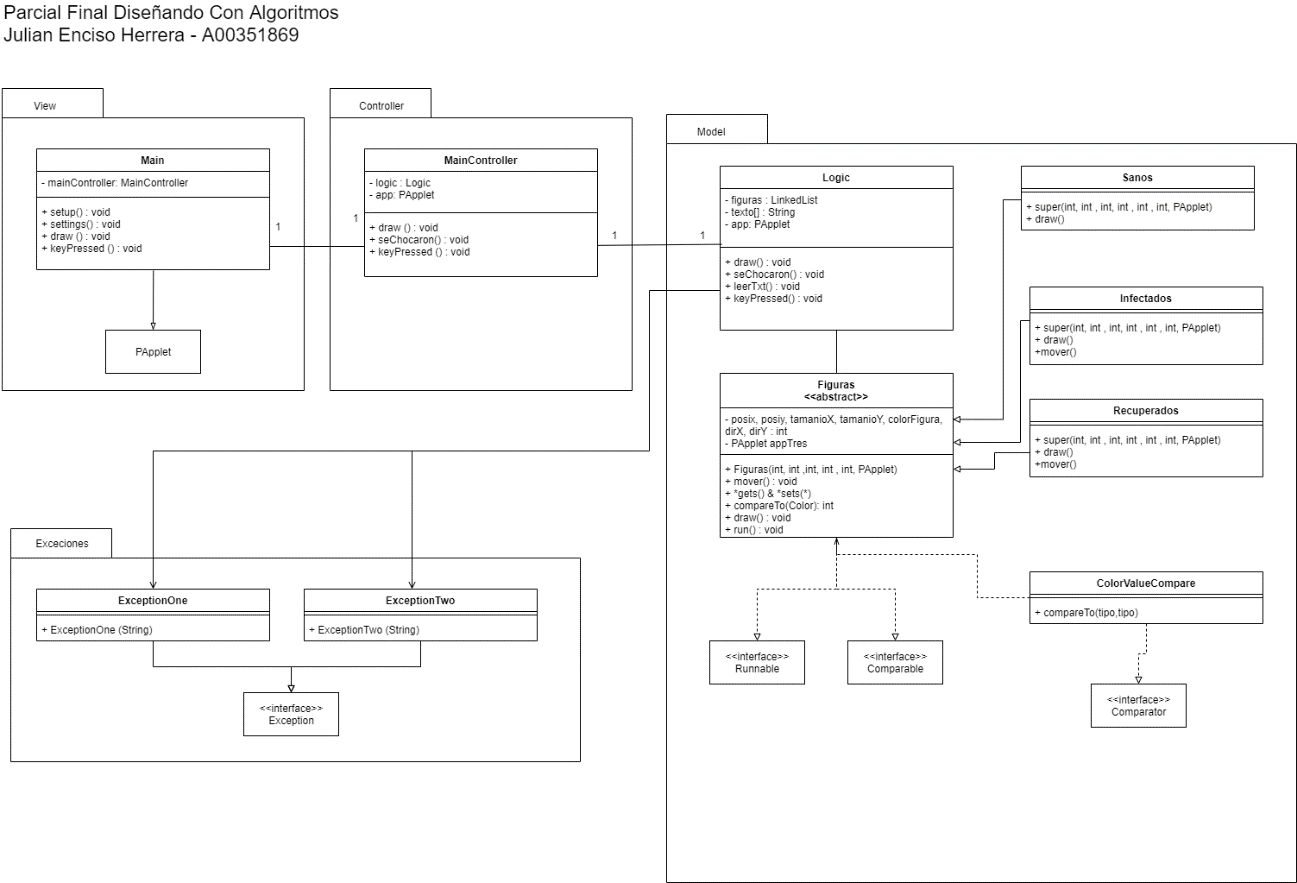 Parcial Final Diseñando Con Algoritmos
Julian Enciso Herrera - A00351869
View
Main
- mainController: MainController
+ setup() : void
+ settings() : void
+ draw () : void
+ keyPressed () : void
1
PApplet
Controller
MainController
- logic : Logic
- app: PApplet
+ draw () : void
+ seChocaron() : void
+ keyPressed () : void
1
1
Model
Logic
- figuras : LinkedList
- texto[] : String
- app: PApplet
+ draw() : void
+ seChocaron() : void
+ leerTxt() : void
+ keyPressed() : void
1
Figuras
<<abstract>>
- posix, posiy, tamanioX, tamanioY, colorFigura,
dirX, dirY : int
- PApplet appTres
+ Figuras(int, int ,int, int , int, PApplet)
+ mover() : void
+ *gets() & *sets(*)
+ compareTo(Color): int
+ draw() : void
+ run() : void
Sanos
+ super(int, int , int, int , int , int, PApplet)
+ draw()
Infectados
+ super(int, int , int, int , int , int, PApplet)
+ draw()
+mover()
Recuperados
+ super(int, int , int, int , int , int, PApplet)
+ draw()
+mover()
ColorValueCompare
+ compareTo(tipo,tipo)
<<interface>>
Runnable
<<interface>>
Comparable
<<interface>>
Comparator
Execiones
ExceptionOne
+ ExceptionOne (String)
ExceptionTwo
+ ExceptionTwo (String)
<<interface>>
Exception